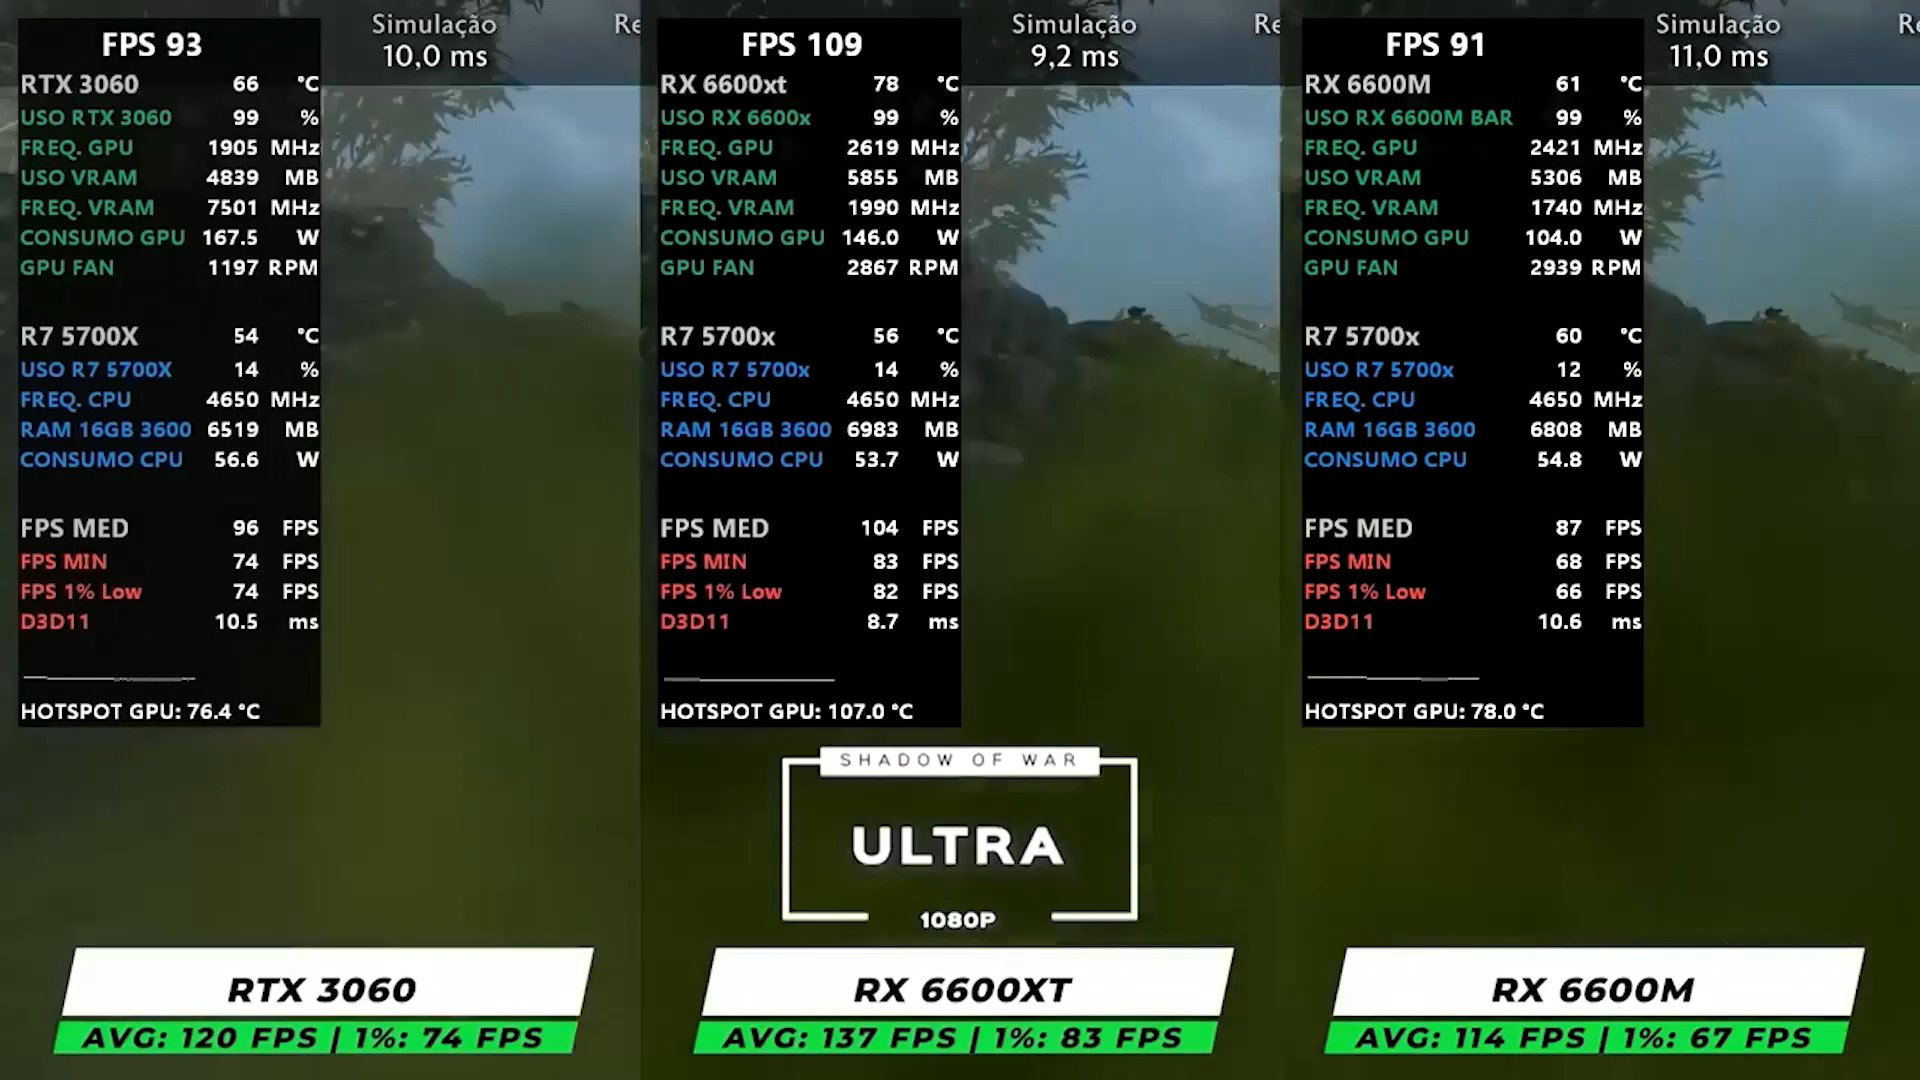 FPS 93
Simulação
10,0 ms
Re
RTX 3060 66 °C
USO RTX 3060 99 %
FREQ. GPU 1905 MHz
USO VRAM 4839 MB
FREQ. VRAM 7501 MHz
CONSUMO GPU 167.5 W
GPU FAN 1197 RPM
R7 5700X 54 °C
USO R7 5700X 14 %
FREQ. CPU 4650 MHz
RAM 16GB 3600 6519 MB
CONSUMO CPU 56.6 W
FPS MED 96 FPS
FPS MIN 74 FPS
FPS 1% Low 74 FPS
D3D11 10.5 ms
HOTSPOT GPU: 76.4 °C
FPS 109
Simulação
9,2 ms
Re
RX 6600xt 78 °C
USO RX 6600x 99 %
FREQ. GPU 2619 MHz
USO VRAM 5855 MB
FREQ. VRAM 1990 MHz
CONSUMO GPU 146.0 W
GPU FAN 2867 RPM
R7 5700x 56 °C
USO R7 5700x 14 %
FREQ. CPU 4650 MHz
RAM 16GB 3600 6983 MB
CONSUMO CPU 53.7 W
FPS MED 104 FPS
FPS MIN 83 FPS
FPS 1% Low 82 FPS
D3D11 8.7 ms
HOTSPOT GPU: 107.0 °C
FPS 91
Simulação
11,0 ms
Re
RX 6600M 61 °C
USO RX 6600M BAR 99 %
FREQ. GPU 2421 MHz
USO VRAM 5306 MB
FREQ. VRAM 1740 MHz
CONSUMO GPU 104.0 W
GPU FAN 2939 RPM
R7 5700x 60 °C
USO R7 5700x 12 %
FREQ. CPU 4650 MHz
RAM 16GB 3600 6808 MB
CONSUMO CPU 54.8 W
FPS MED 87 FPS
FPS MIN 68 FPS
FPS 1% Low 66 FPS
D3D11 10.6 ms
HOTSPOT GPU: 78.0 °C
SHADOW OF WAR
ULTRA
1080P
RTX 3060
AVG: 120 FPS | 1%: 74 FPS
RX 6600XT
AVG: 137 FPS | 1%: 83 FPS
RX 6600M
AVG: 114 FPS | 1%: 67 FPS